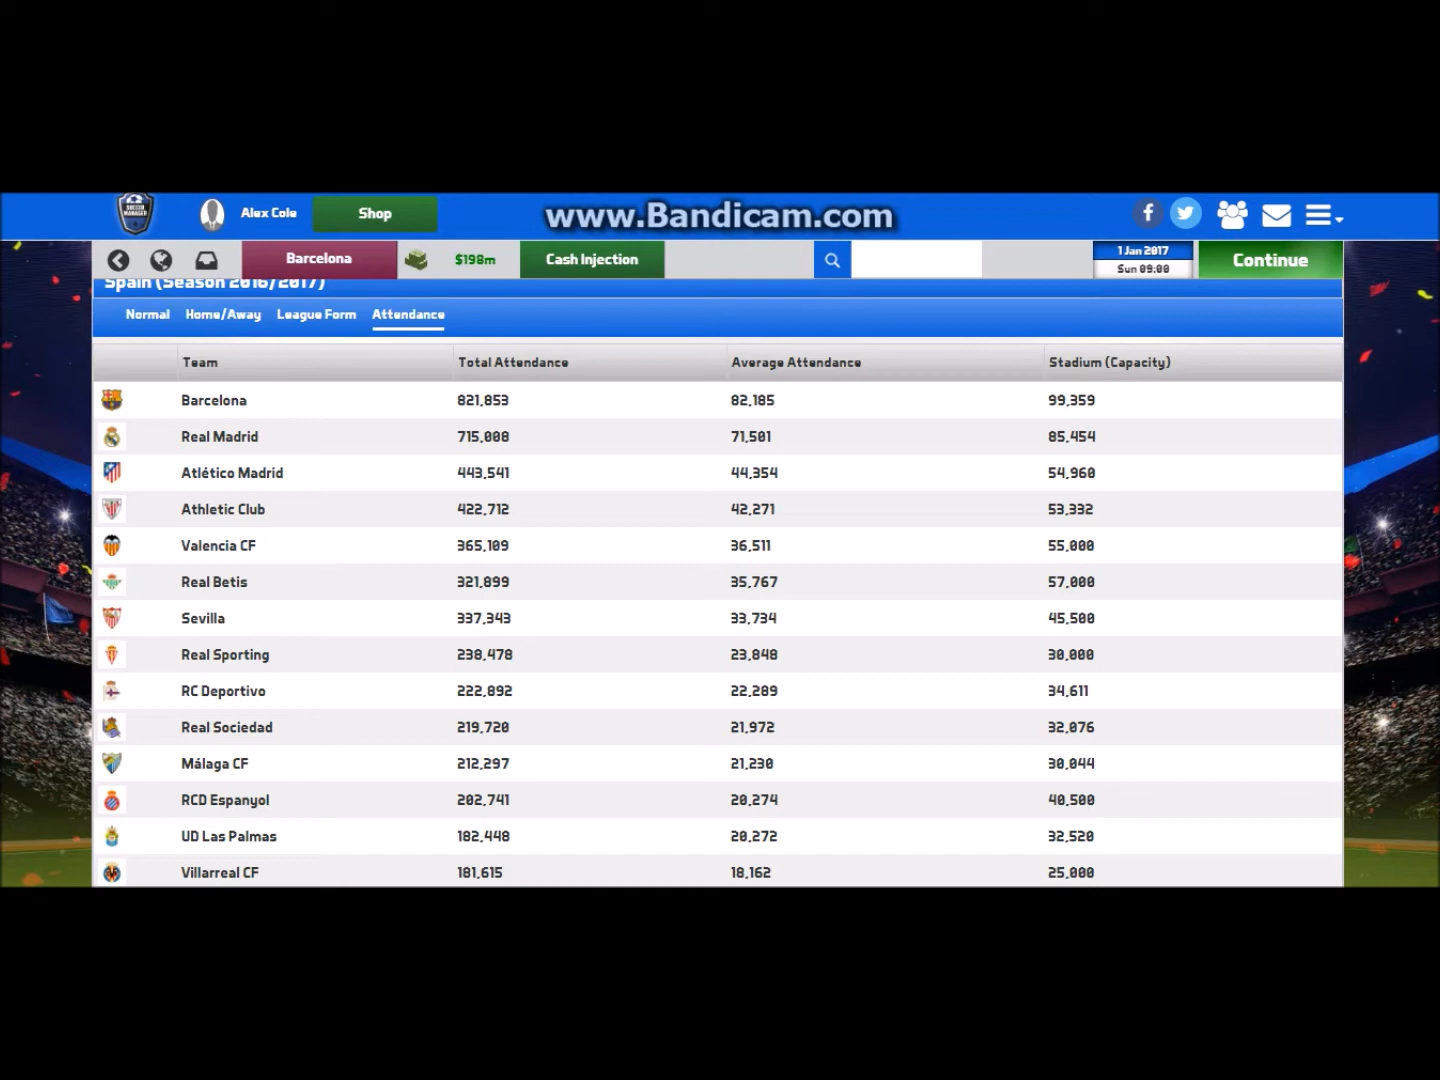 SOCCER MANAGER
Alex Cole
Shop
www.Bandicam.com
Barcelona
$198m
Cash Injection
1 Jan 2017
Sun 09:00
Continue
Spain (Season 2016/2017)
Normal Home/Away League Form Attendance
Team Total Attendance Average Attendance Stadium (Capacity)
Barcelona 821,853 82,185 99,359
Real Madrid 715,008 71,501 85,454
Atlético Madrid 443,541 44,354 54,960
Athletic Club 422,712 42,271 53,332
Valencia CF 365,109 36,511 55,000
Real Betis 321,899 35,767 57,000
Sevilla 337,343 33,734 45,500
Real Sporting 238,478 23,848 30,000
RC Deportivo 222,892 22,289 34,611
Real Sociedad 219,720 21,972 32,076
Málaga CF 212,297 21,230 30,044
RCD Espanyol 202,741 20,274 40,500
UD Las Palmas 182,448 20,272 32,520
Villarreal CF 181,615 18,162 25,000